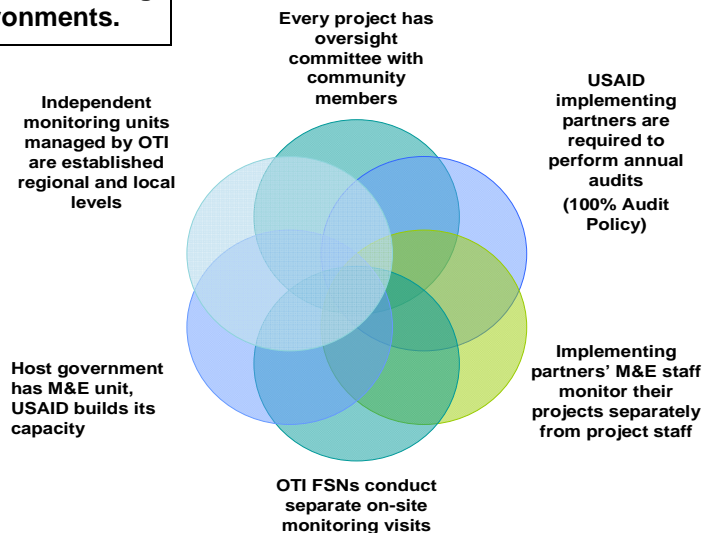 onments.
Every project has
oversight
committee with
community
members
USAID
implementing
partners are
required to
perform annual
audits
(100% Audit
Policy)
Implementing
partners’ M&E staff
monitor their
projects separately
from project staff
OTI FSNs conduct
separate on-site
monitoring visits
Host government
has M&E unit,
USAID builds its
capacity
Independent
monitoring units
managed by OTI
are established
regional and local
levels